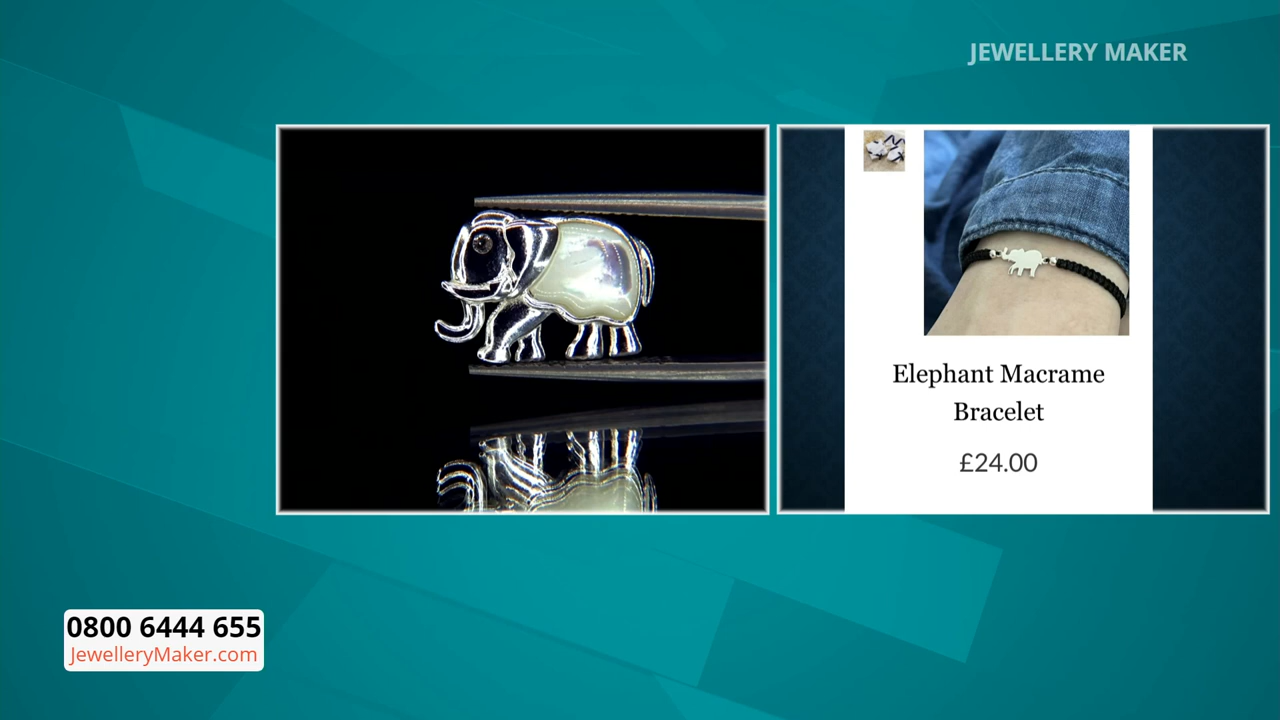 JEWELLERY MAKER
Elephant Macrame
Bracelet
£24.00
0800 6444 655
JewelleryMaker.com